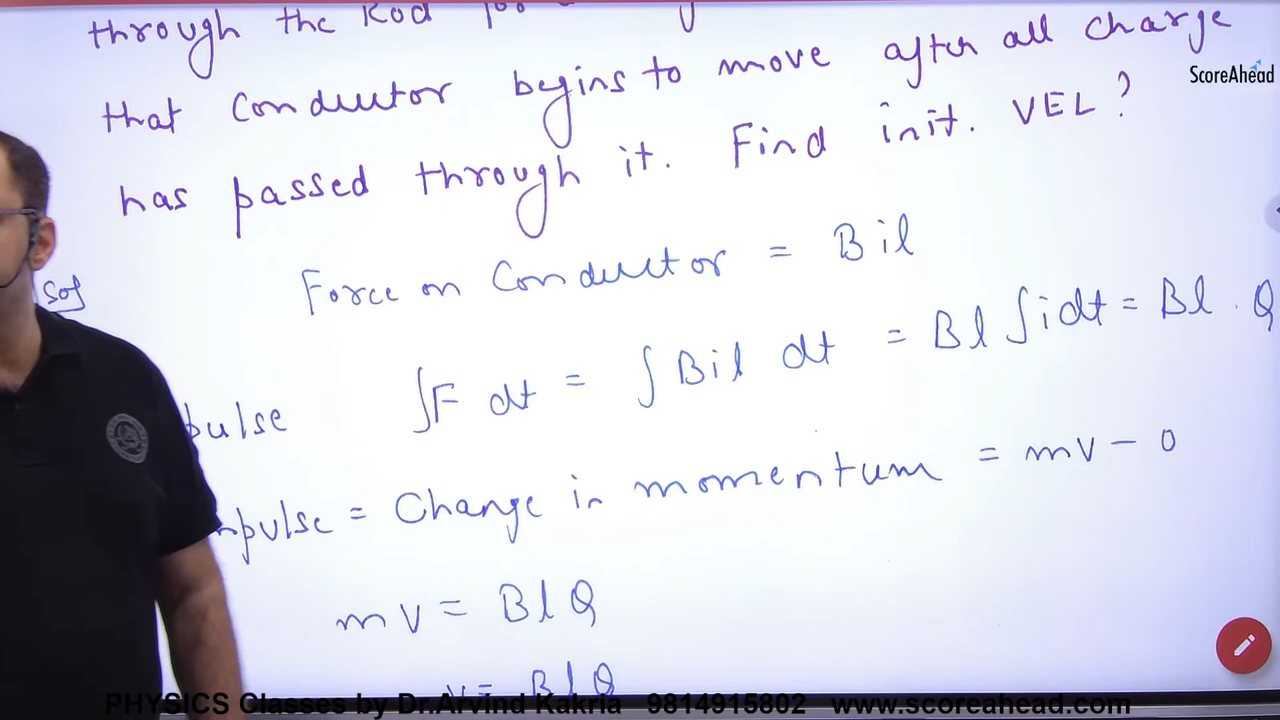 through the Rod
that Conductor begins to move after all charge
ScoreAhead
has passed through it. Find init. VEL?
Sol
Force on Conductor = Bil
pulse ∫F dt = ∫Bil dt = Bl ∫idt = Bl . Q
npulse = Change in momentum = mv - 0
mv = BlQ
v = BlQ
PHYSICS Classes by Dr.Arvind Kakria 9814915802 www.scoreahead.com